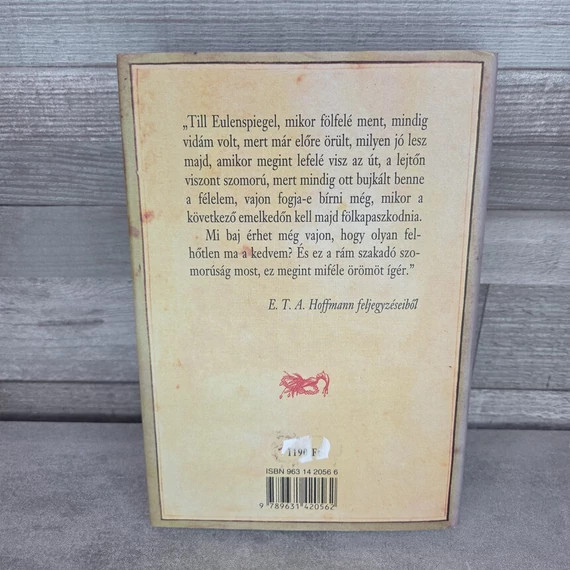 „Till Eulenspiegel, mikor fölfelé ment, mindig
vidám volt, mert már előre örült, milyen jó lesz
majd, amikor megint lefelé visz az út, a lejtőn
viszont szomorú, mert mindig ott bujkált benne
a félelem, vajon fogja-e bírni még, mikor a
következő emelkedőn kell majd fölkapaszkodnia.
Mi baj érhet még vajon, hogy olyan fel-
hőtlen ma a kedvem? És ez a rám szakadó szo-
morúság most, ez megint miféle örömöt ígér.”
E. T. A. Hoffmann feljegyzéseiből
1190 F
ISBN 963 14 2056 6
9 789631 420562